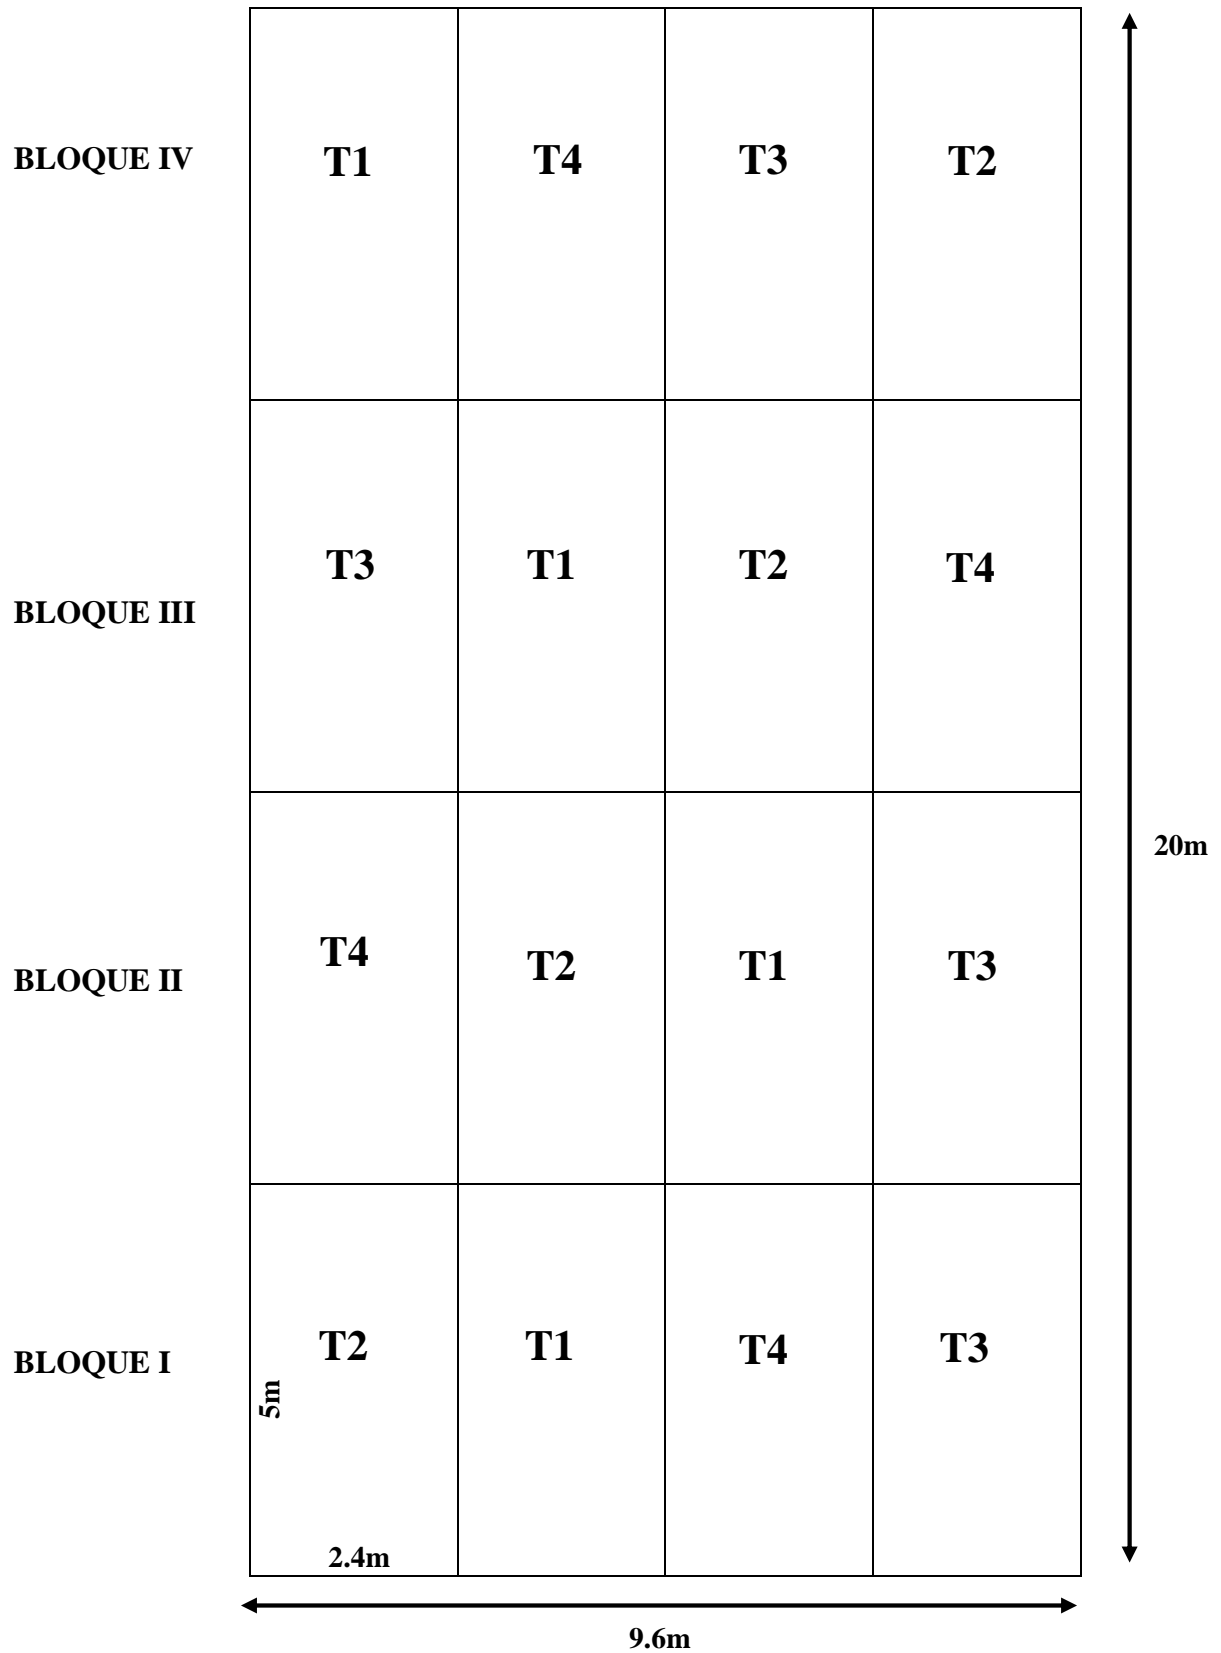 BLOQUE IV
T1 T4 T3 T2
BLOQUE III
T3 T1 T2 T4
20m
BLOQUE II
T4 T2 T1 T3
BLOQUE I
T2 T1 T4 T3
5m
2.4m
9.6m